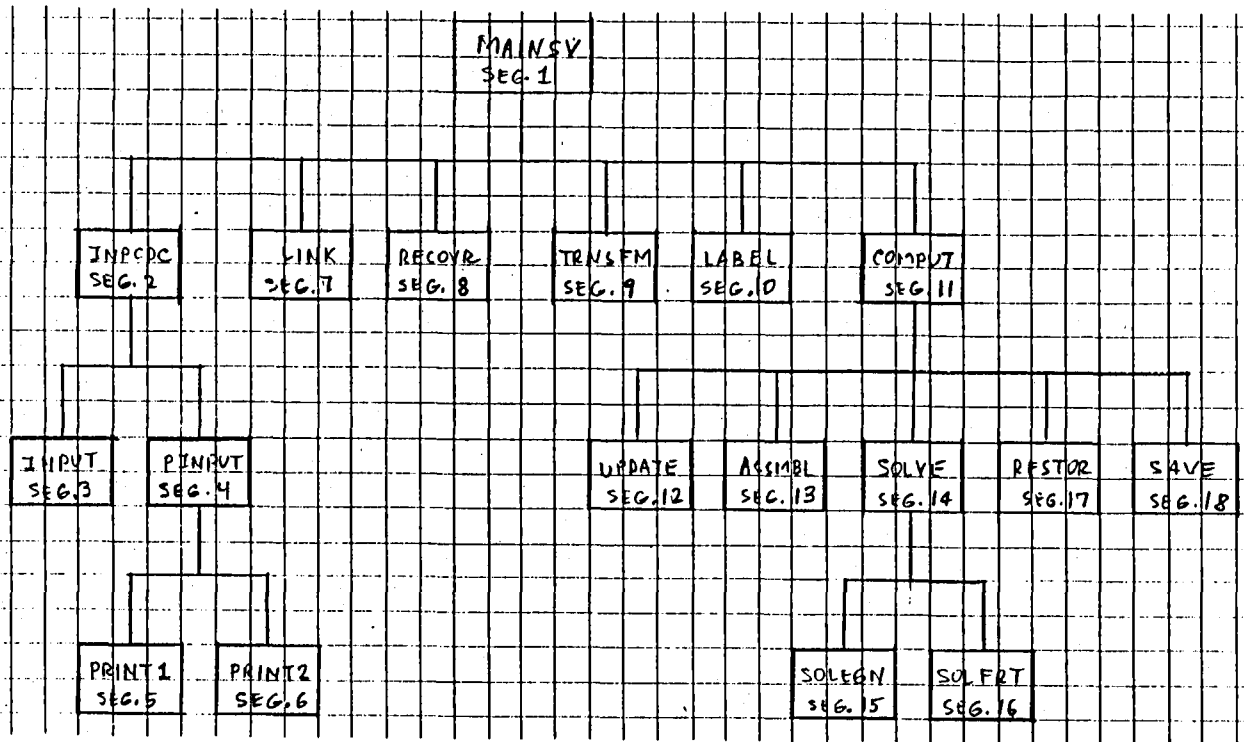 MAINSV
SEG. 1
INPCDC
SEG. 2
LINK
SEG. 7
RECOVR
SEG. 8
TRNSFM
SEG. 9
LABEL
SEG. 10
COMPUT
SEG. 11
INPUT
SEG. 3
PINPUT
SEG. 4
UPDATE
SEG. 12
ASSMBL
SEG. 13
SOLVE
SEG. 14
RESTOR
SEG. 17
SAVE
SEG. 18
PRINT1
SEG. 5
PRINT2
SEG. 6
SOLEGN
SEG. 15
SOLFRT
SEG. 16